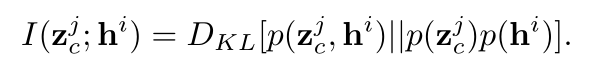 I(𝐳_c^j; 𝐡^i) = D_{KL}[p(𝐳_c^j, 𝐡^i)||p(𝐳_c^j)p(𝐡^i)].